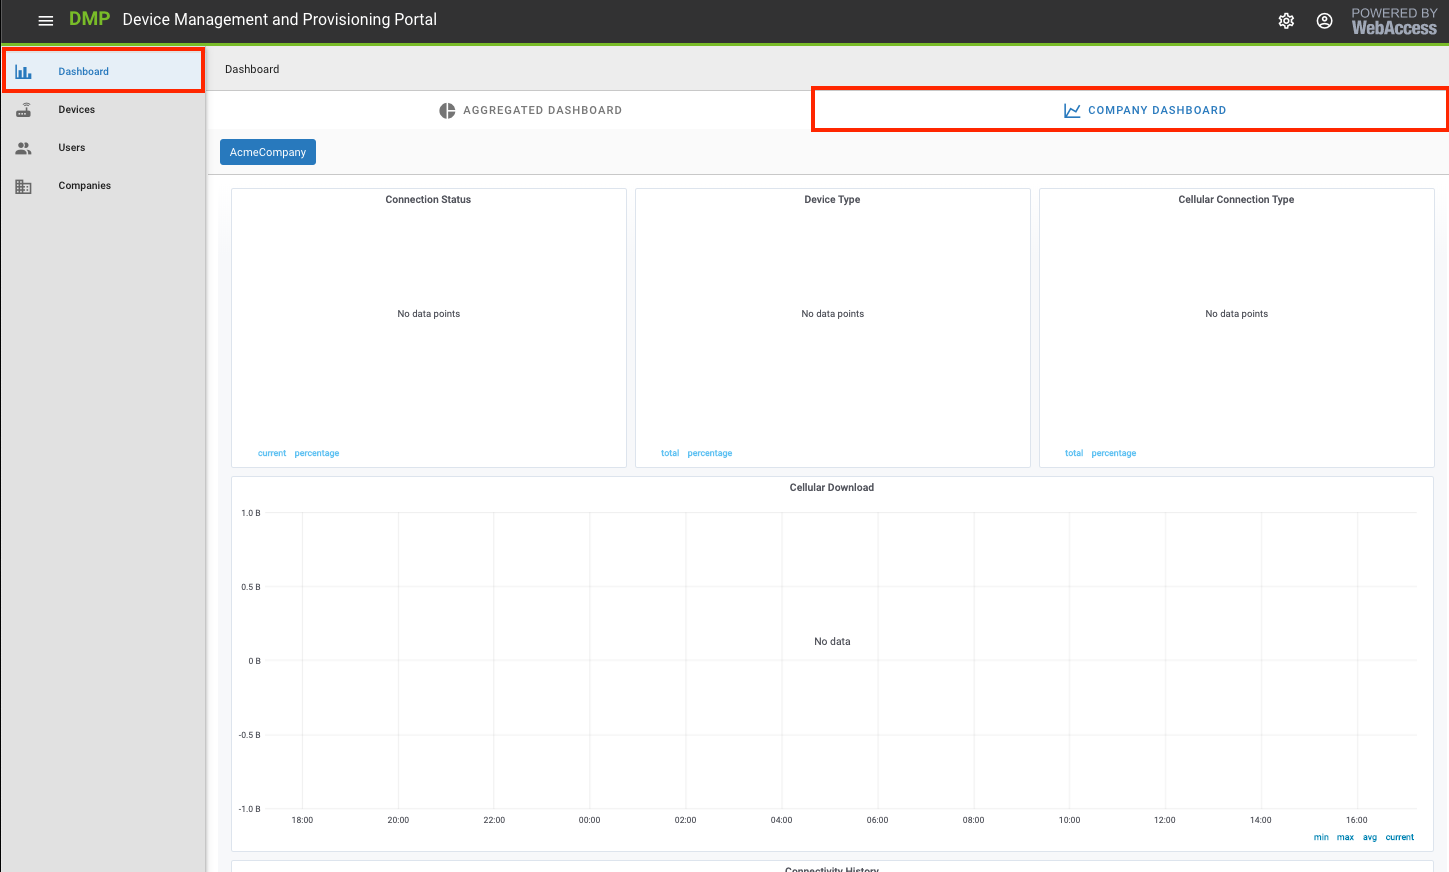 DMP Device Management and Provisioning Portal
POWERED BY
WebAccess
Dashboard
Devices
Users
Companies
Dashboard
AGGREGATED DASHBOARD
COMPANY DASHBOARD
AcmeCompany
Connection Status
No data points
current percentage
Device Type
No data points
total percentage
Cellular Connection Type
No data points
total percentage
Cellular Download
1.0 B
0.5 B
0 B
-0.5 B
-1.0 B
No data
18:00 20:00 22:00 00:00 02:00 04:00 06:00 08:00 10:00 12:00 14:00 16:00
min max avg current
Connectivity History